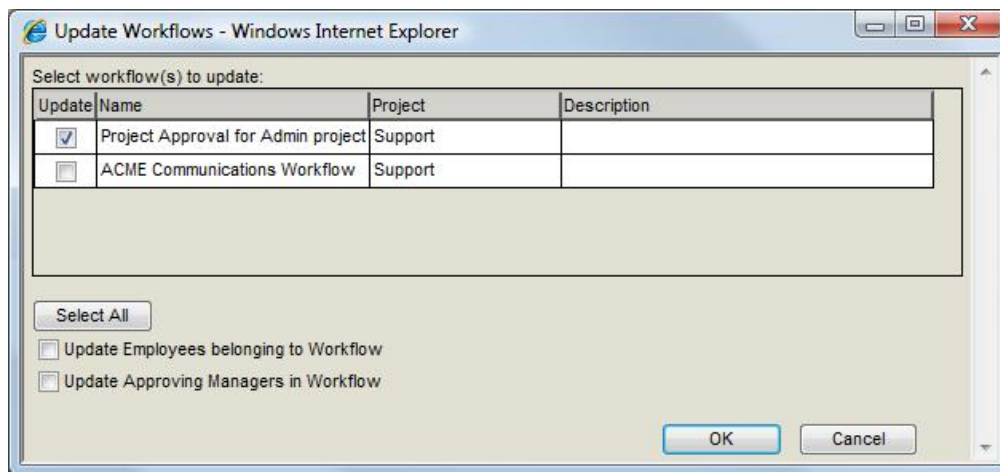 Update Workflows - Windows Internet Explorer
Select workflow(s) to update:
Update Name Project Description
Project Approval for Admin project Support
ACME Communications Workflow Support
Select All
Update Employees belonging to Workflow
Update Approving Managers in Workflow
OK Cancel